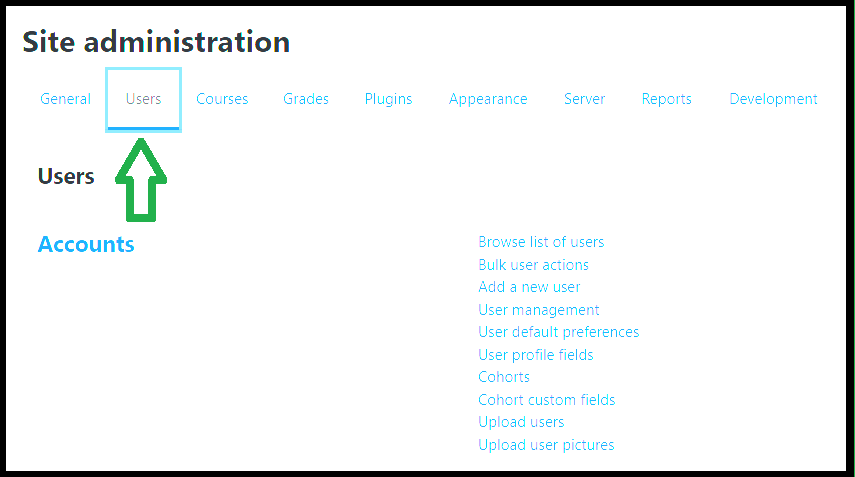 Site administration
General Users Courses Grades Plugins Appearance Server Reports Development
Users
Accounts
Browse list of users
Bulk user actions
Add a new user
User management
User default preferences
User profile fields
Cohorts
Cohort custom fields
Upload users
Upload user pictures